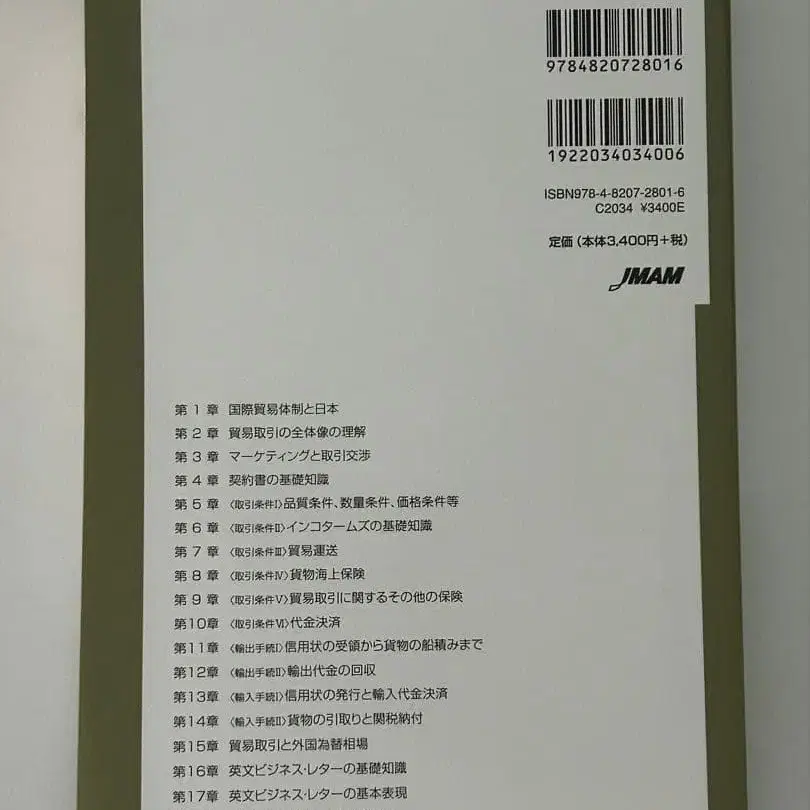 9784820728016
1922034034006
ISBN978-4-8207-2801-6
C2034 ¥3400E
定価(本体3,400円+税)
JMAM
第1章 国際貿易体制と日本
第2章 貿易取引の全体像の理解
第3章 マーケティングと取引交渉
第4章 契約書の基礎知識
第5章 〈取引条件Ⅰ〉品質条件、数量条件、価格条件等
第6章 〈取引条件Ⅱ〉インコタームズの基礎知識
第7章 〈取引条件Ⅲ〉貿易運送
第8章 〈取引条件Ⅳ〉貨物海上保険
第9章 〈取引条件Ⅴ〉貿易取引に関するその他の保険
第10章 〈取引条件Ⅵ〉代金決済
第11章 〈輸出手続Ⅰ〉信用状の受領から貨物の船積みまで
第12章 〈輸出手続Ⅱ〉輸出代金の回収
第13章 〈輸入手続Ⅰ〉信用状の発行と輸入代金決済
第14章 〈輸入手続Ⅱ〉貨物の引取りと関税納付
第15章 貿易取引と外国為替相場
第16章 英文ビジネス・レターの基礎知識
第17章 英文ビジネス・レターの基本表現